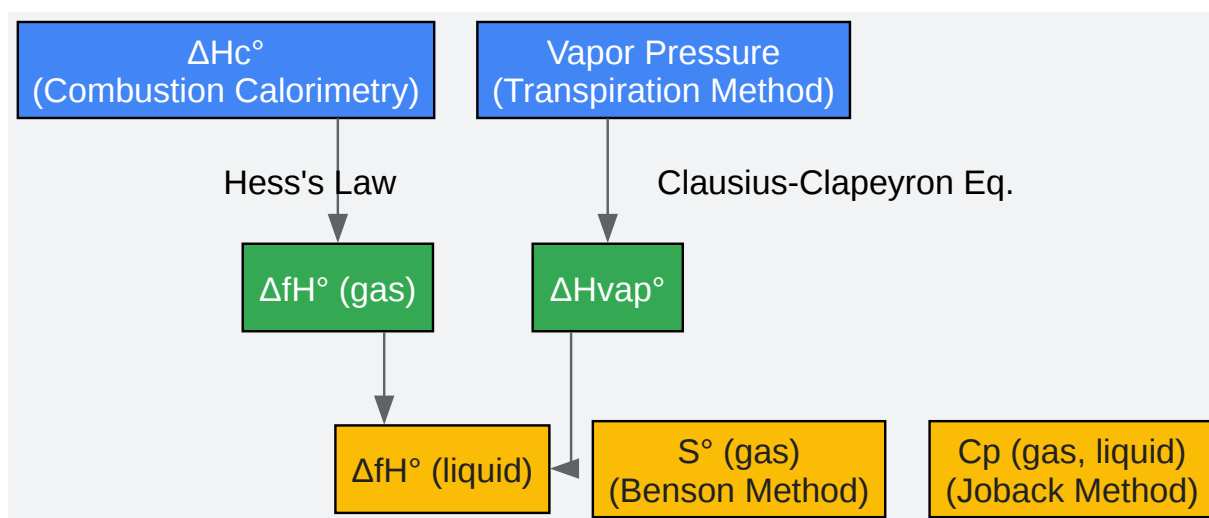 ΔHc°
(Combustion Calorimetry)
Vapor Pressure
(Transpiration Method)
Hess's Law
Clausius-Clapeyron Eq.
ΔfH° (gas)
ΔHvap°
ΔfH° (liquid)
S° (gas)
(Benson Method)
Cp (gas, liquid)
(Joback Method)